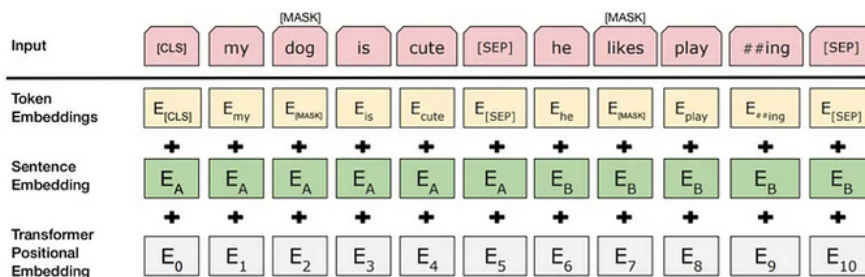 [MASK] [MASK]
Input [CLS] my dog is cute [SEP] he likes play ##ing [SEP]
Token
Embeddings
E[CLS] Emy E[MASK] Eis Ecute E[SEP] Ehe E[MASK] Eplay E##ing E[SEP]
+ + + + + + + + + + +
Sentence
Embedding
EA EA EA EA EA EA EB EB EB EB EB
+ + + + + + + + + + +
Transformer
Positional
Embedding
E0 E1 E2 E3 E4 E5 E6 E7 E8 E9 E10